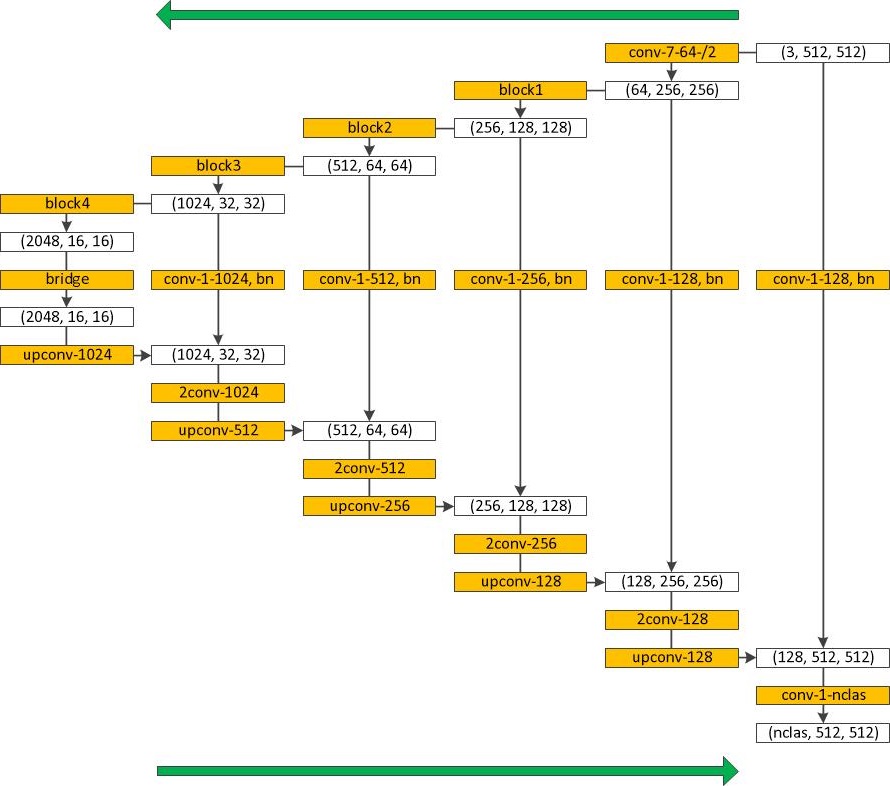 conv-7-64-/2
(3, 512, 512)
block1
(64, 256, 256)
block2
(256, 128, 128)
block3
(512, 64, 64)
block4
(1024, 32, 32)
(2048, 16, 16)
bridge
conv-1-1024, bn
conv-1-512, bn
conv-1-256, bn
conv-1-128, bn
conv-1-128, bn
(2048, 16, 16)
upconv-1024
(1024, 32, 32)
2conv-1024
upconv-512
(512, 64, 64)
2conv-512
upconv-256
(256, 128, 128)
2conv-256
upconv-128
(128, 256, 256)
2conv-128
upconv-128
(128, 512, 512)
conv-1-nclas
(nclas, 512, 512)